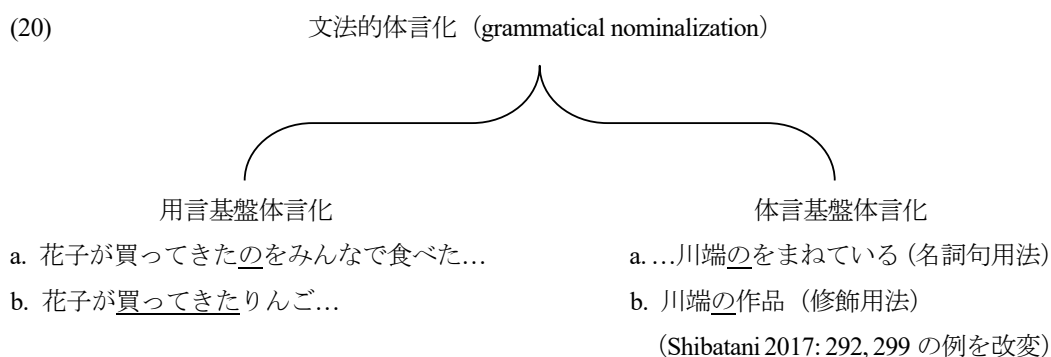 (20) 文法的体言化（grammatical nominalization）
用言基盤体言化 体言基盤体言化
a. 花子が買ってきたのをみんなで食べた… a. …川端のをまねている（名詞句用法）
b. 花子が買ってきたりんご… b. 川端の作品（修飾用法）
（Shibatani 2017: 292, 299 の例を改変）